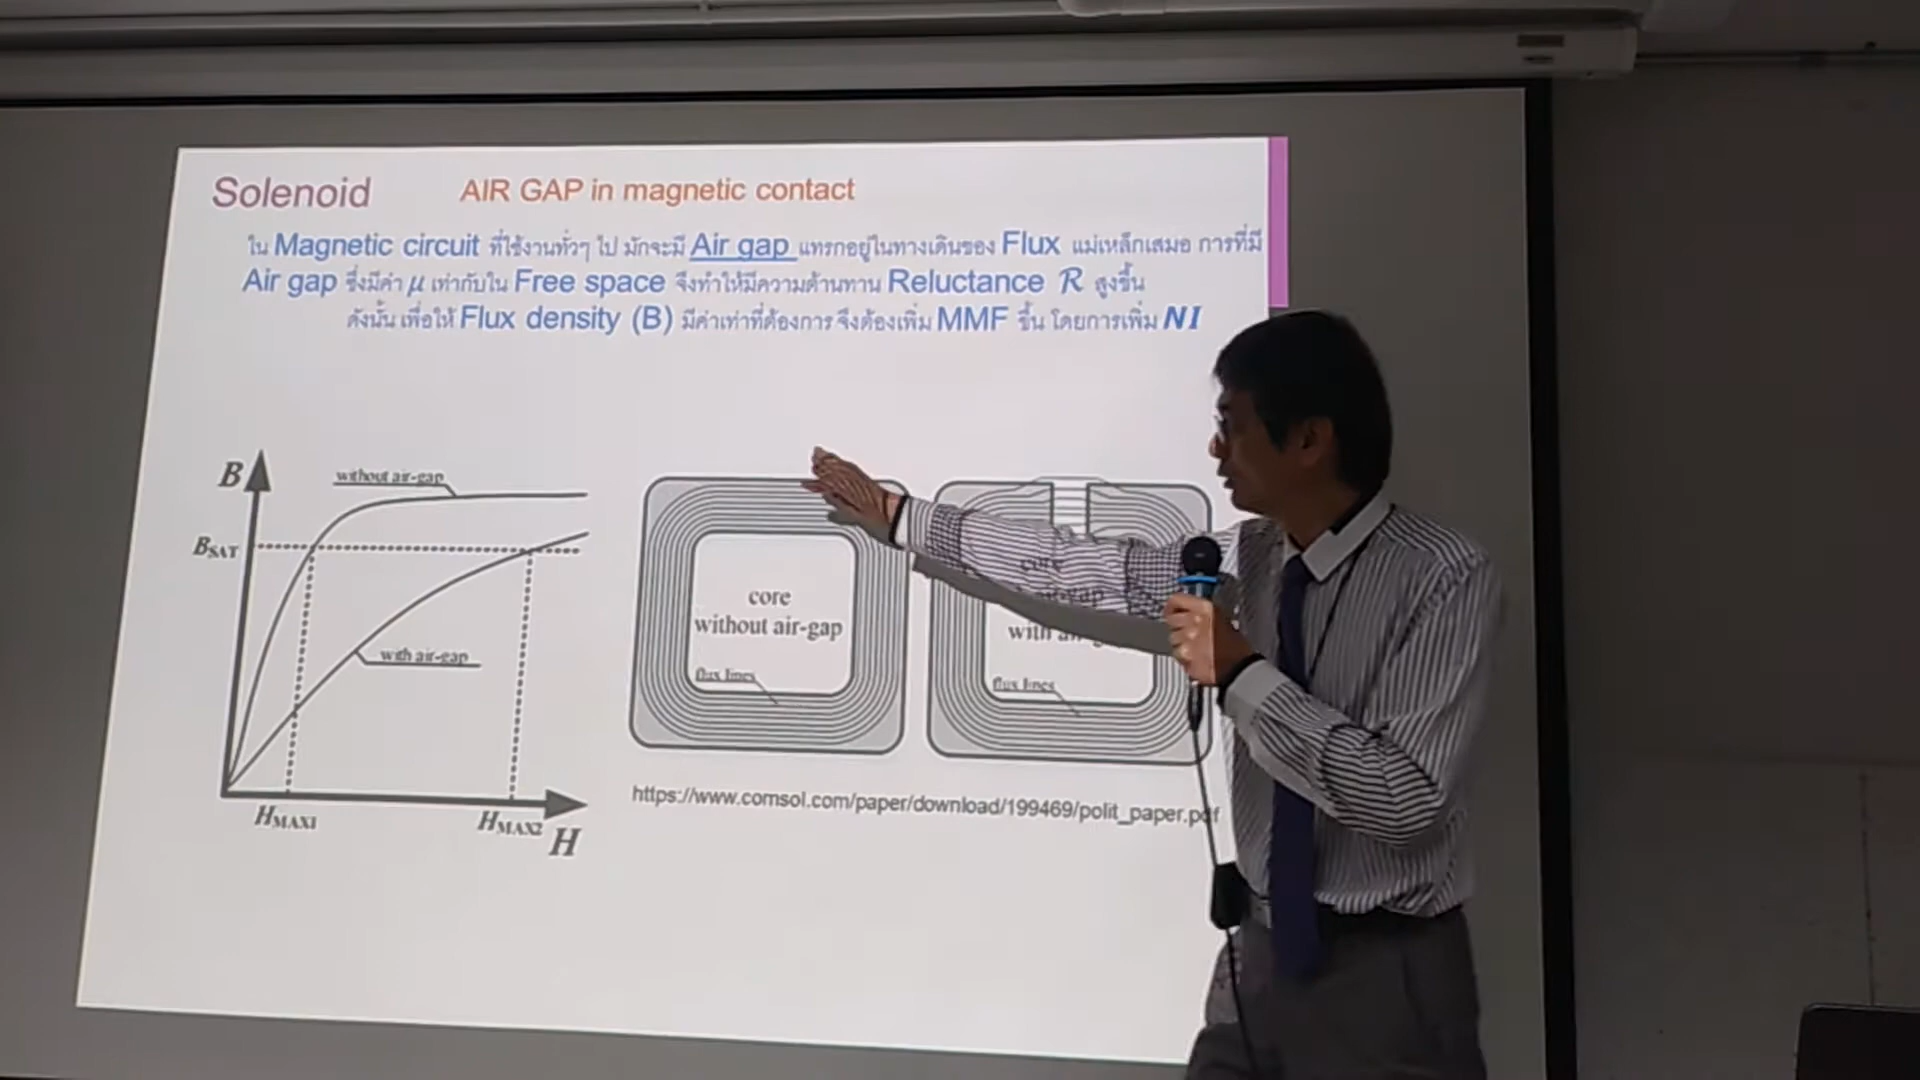 Solenoid
AIR GAP in magnetic contact
ใน Magnetic circuit ที่ใช้งานทั่วๆ ไป มักจะมี Air gap แทรกอยู่ในทางเดินของ Flux แม่เหล็กเสมอ การที่มี
Air gap ซึ่งมีค่า μ เท่ากับใน Free space จึงทำให้มีความต้านทาน Reluctance ℛ สูงขึ้น
ดังนั้น เพื่อให้ Flux density (B) มีค่าเท่าที่ต้องการ จึงต้องเพิ่ม MMF ขึ้น โดยการเพิ่ม NI
B
without air-gap
BSAT
with air-gap
HMAX1
HMAX2
H
core
without air-gap
flux lines
core
with
flux lines
https://www.comsol.com/paper/download/199469/polit_paper.pdf